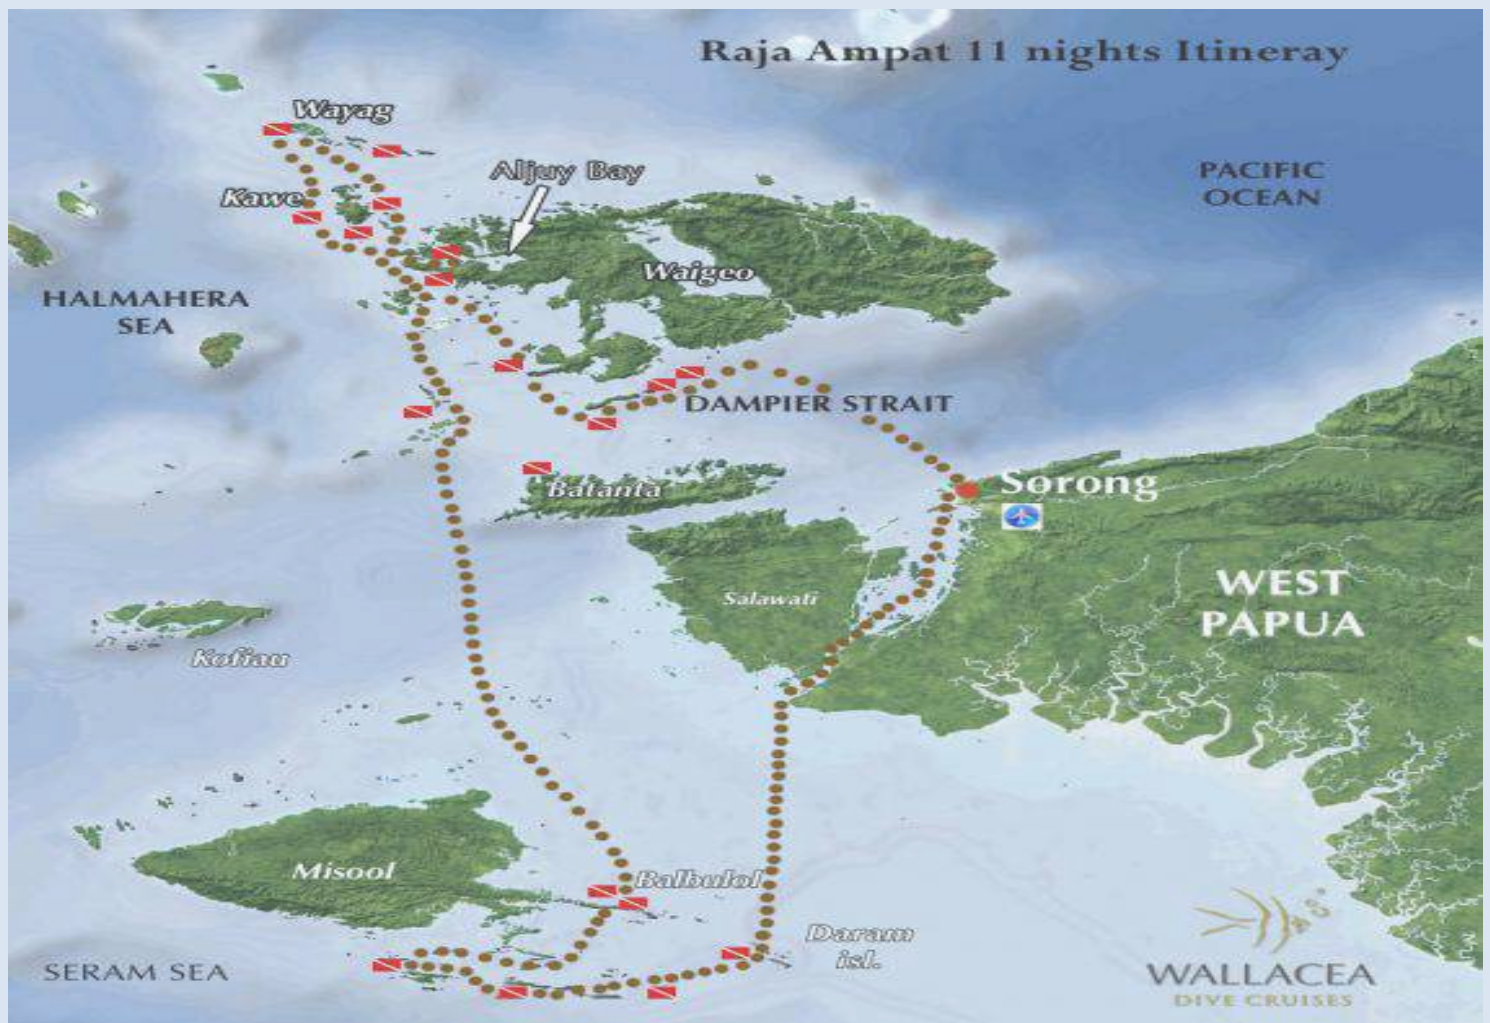 Raja Ampat 11 nights Itineray
Wayag
Aljuy Bay
PACIFIC
OCEAN
Kawe
Waigeo
HALMAHERA
SEA
DAMPIER STRAIT
Sorong
Batanta
WEST
PAPUA
Salawati
Kofiau
Misool
Balbulol
Daram
isl.
SERAM SEA
WALLACEA
DIVE CRUISES